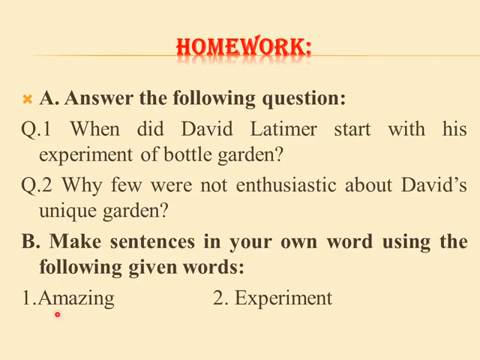 HOMEWORK:
A. Answer the following question:
Q.1 When did David Latimer start with his
experiment of bottle garden?
Q.2 Why few were not enthusiastic about David's
unique garden?
B. Make sentences in your own word using the
following given words:
1.Amazing 2. Experiment